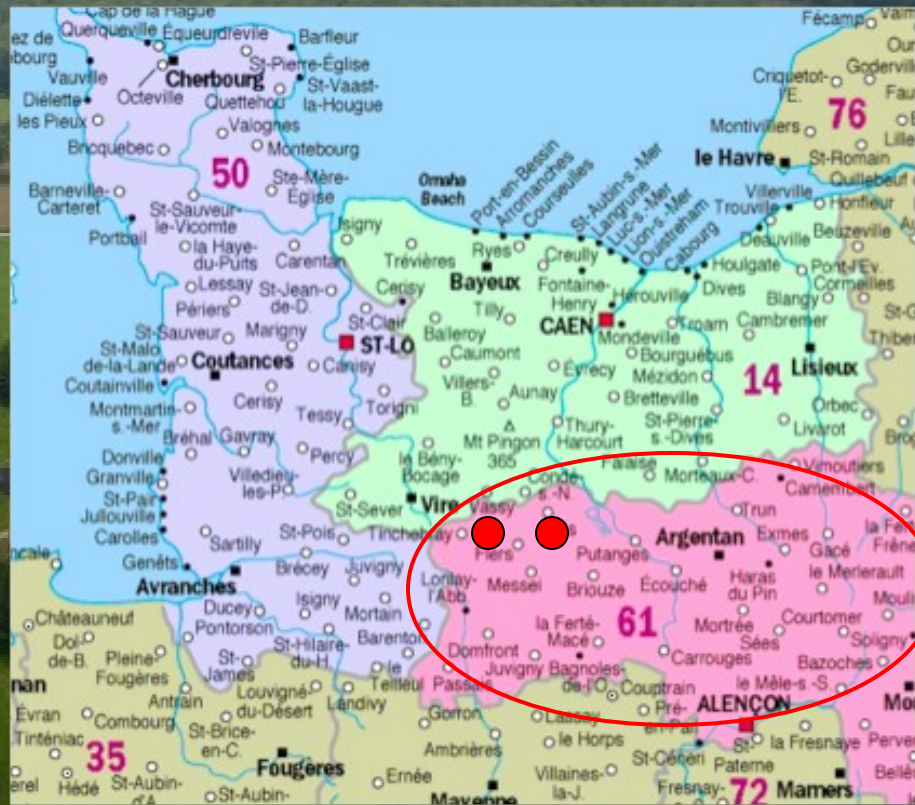 Cap de la Hague
Querqueville
Équeurdreville
Barfleur
Fécamp
ez de
Cherbourg
St-Pierre-Église
Vauville
St-Vaast-
la-Hougue
Goderville
Criquetot-
l'E.
Diélette
Octeville
Quettehou
les Pieux
Valognes
76
Montivilliers
Bricquebec
Montebourg
le Havre
St-Romain
50
Ste-Mère-
Église
Omaha
Beach
Port-en-Bessin
Arromanches
Courseulles
St-Aubin-s.-Mer
Langrune
Luc-s.-Mer
Lion-s.-Mer
Ouistreham
Cabourg
Villerville
Trouville
Honfleur
Barneville-
Carteret
St-Sauveur-
le-Vicomte
Isigny
Deauville
Beuzeville
Portbail
la Haye-
du-Puits
Carentan
Trévières
Ryes
Creully
Houlgate
Pont-l'Ev.
Lessay
St-Jean-
de-D.
Cerisy
Bayeux
Fontaine-
Henry
Hérouville
Dives
Cormeilles
Périers
St-Clair
Tilly
Blangy
St-Sauveur
Marigny
Balleroy
CAEN
Troarn
Cambremer
St-Malo
de-la-Lande
Coutances
ST-LO
Mondeville
Caumont
Bourguébus
Lisieux
Coutainville
Canisy
Évrecy
Mézidon
14
Cerisy
Villers-
B.
Aunay
Bretteville
Montmartin-
s.-Mer
Torigni
Orbec
Tessy
Mt Pingon
365
Thury-
Harcourt
St-Pierre-
s.-Dives
Livarot
Bréhal
Gavray
Percy
Donville
le Bény-
Bocage
Condé-
s.-N.
Falaise
Morteaux-C.
Vimoutiers
Granville
Villedieu-
les-P.
Camembert
St-Pair
St-Sever
Vire
Vassy
Trun
Jullouville
St-Pois
Tinchebray
Argentan
Exmes
Carolles
Sartilly
Flers
Putanges
Gacé
Genêts
Brécey
Juvigny
Messei
Briouze
Écouché
Haras
du Pin
le Merlerault
Avranches
Lonlay-
l'Abb.
Châteauneuf
Ducey
Isigny
Mortain
la Ferté-
Macé
61
Mortrée
Courtomer
Dol-
de-B.
Pontorson
St-Hilaire-
du-H.
Barenton
Domfront
Sées
Soligny
Pleine-
Fougères
St-
James
le
Teilleul
Juvigny
Bagnoles-
de-l'O.
Carrouges
Bazoches
Passais
Couptrain
le Mêle-s.-S.
Antrain
Louvigné-
du-Désert
Landivy
Gorron
Lassay
Pré-
en-Pail
ALENÇON
Évran
Combourg
St-Brice-
en-C.
le Horps
St-Céneri
St-
Paterne
la Fresnaye
Tinténiac
35
Ambrières
Hédé
St-Aubin-
d'A.
Fougères
Ernée
Villaines-
la-J.
Fresnay-
72
Mamers
St-Aubin-
Mayenne